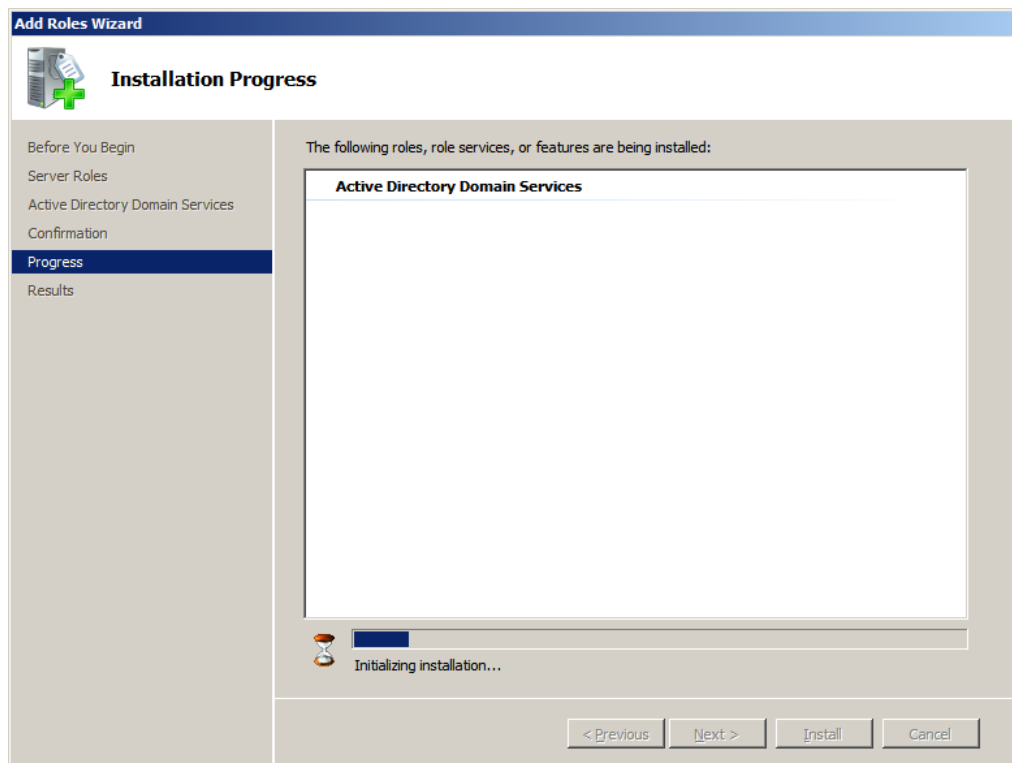 Add Roles Wizard
Installation Progress
Before You Begin
Server Roles
Active Directory Domain Services
Confirmation
Progress
Results
The following roles, role services, or features are being installed:
Active Directory Domain Services
Initializing installation...
< Previous
Next >
Install
Cancel